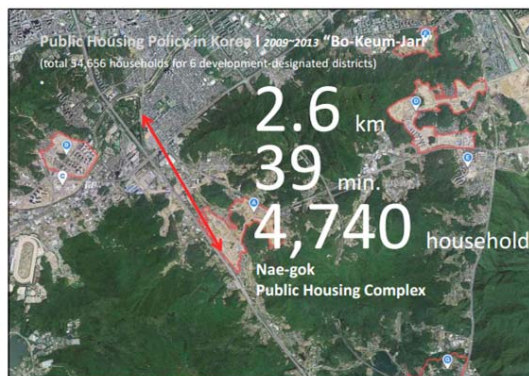 Public Housing Policy in Korea | 2009~2013 "Bo-Keum-Jari"
(total 34,656 households for 6 development-designated districts)
2.6 km
39 min.
4,740 household
Nae-gok
Public Housing Complex
A
B
C
D
E